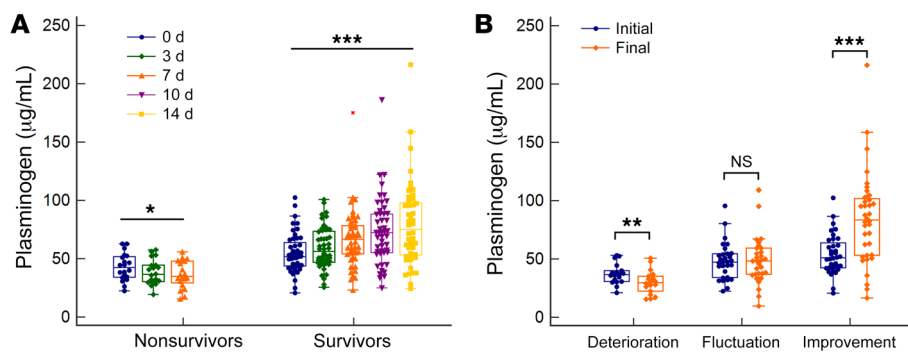 A
Plasminogen (µg/mL)
250
200
150
100
50
0
0 d
3 d
7 d
10 d
14 d
*
***
Nonsurvivors
Survivors
B
Plasminogen (µg/mL)
250
200
150
100
50
0
Initial
Final
**
NS
***
Deterioration
Fluctuation
Improvement